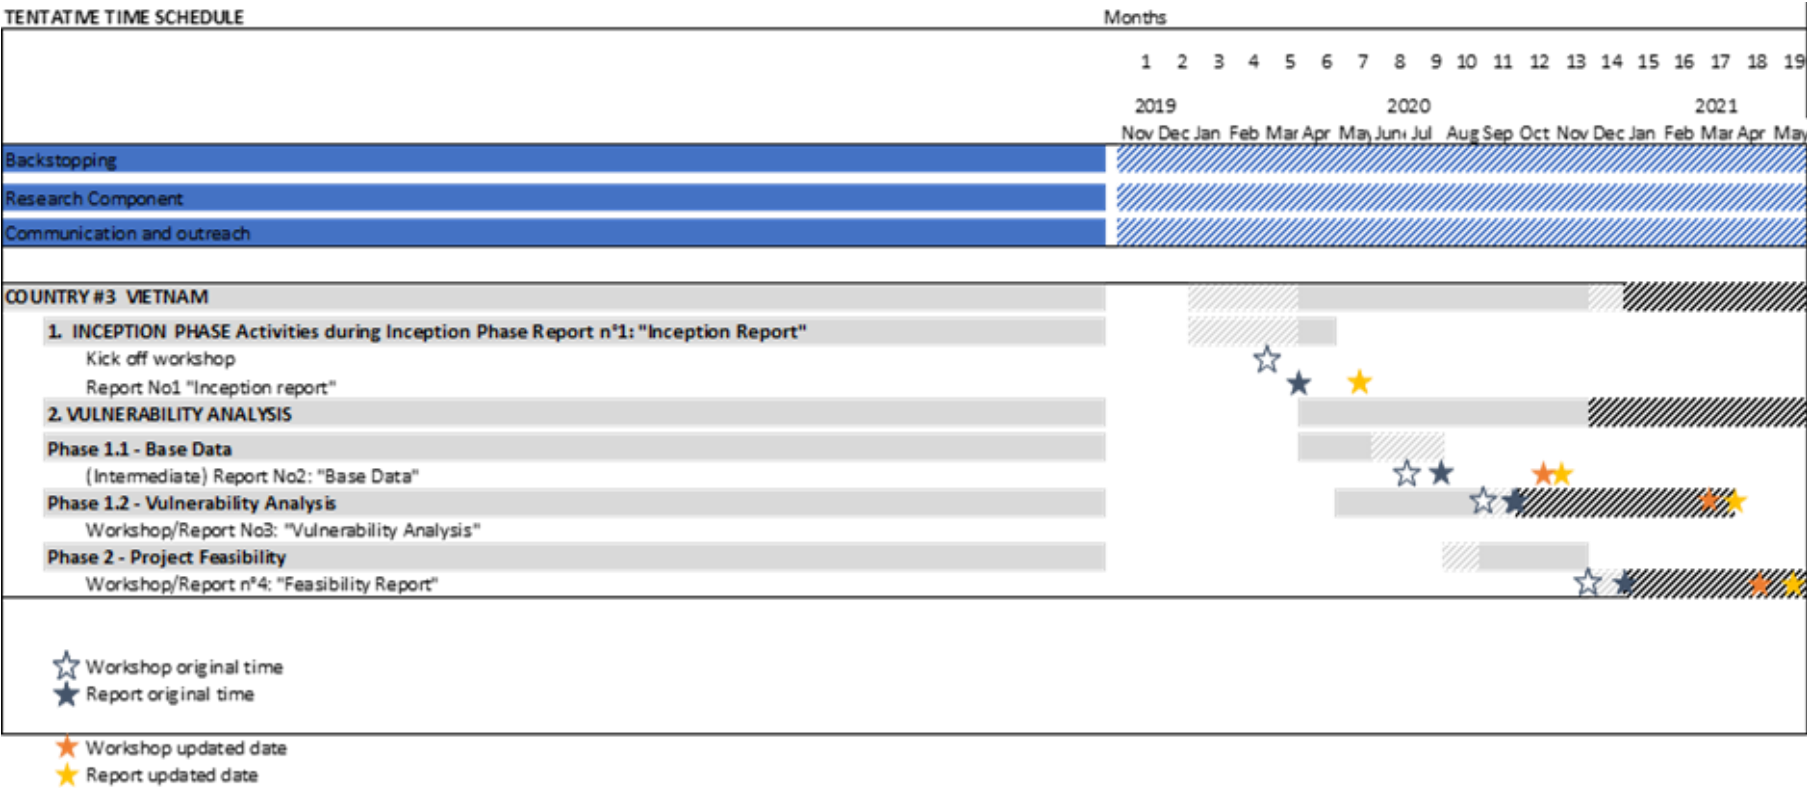 TENTATIVE TIME SCHEDULE Months
1 2 3 4 5 6 7 8 9 10 11 12 13 14 15 16 17 18 19
2019 2020 2021
Nov Dec Jan Feb Mar Apr May June Jul Aug Sep Oct Nov Dec Jan Feb Mar Apr May
Backstopping
Research Component
Communication and outreach
COUNTRY #3 VIETNAM
1. INCEPTION PHASE Activities during Inception Phase Report n°1: "Inception Report"
Kick off workshop
Report No1 "Inception report"
2. VULNERABILITY ANALYSIS
Phase 1.1 - Base Data
(Intermediate) Report No2: "Base Data"
Phase 1.2 - Vulnerability Analysis
Workshop/Report No3: "Vulnerability Analysis"
Phase 2 - Project Feasibility
Workshop/Report n°4: "Feasibility Report"
Workshop original time
Report original time
Workshop updated date
Report updated date